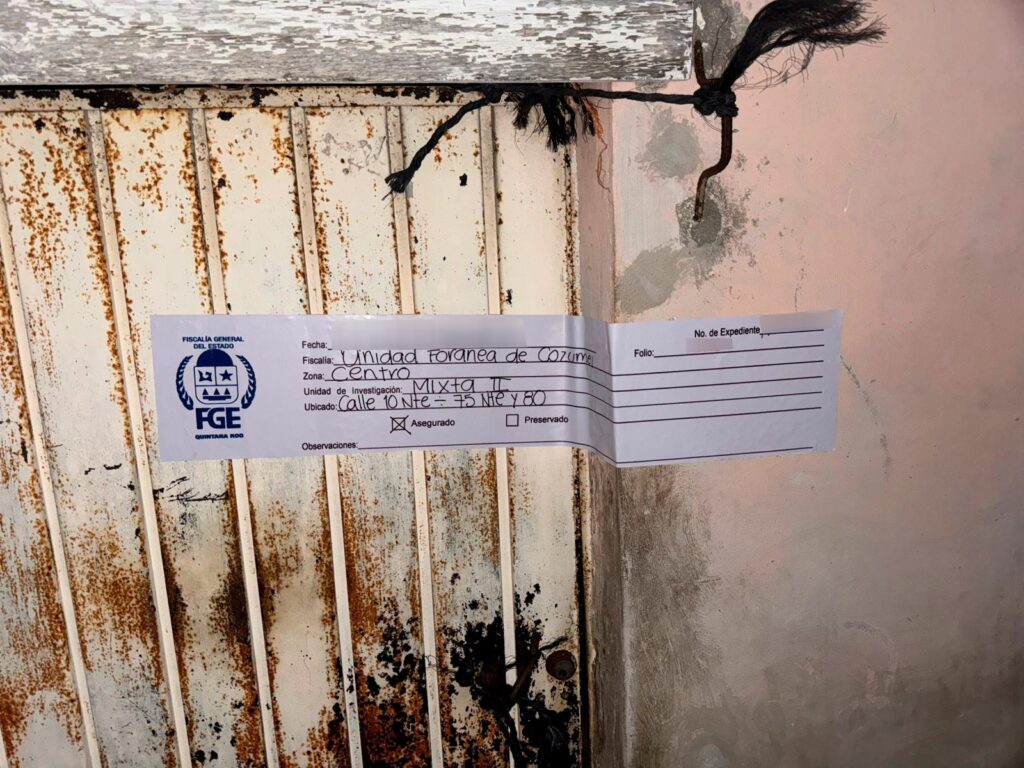 FISCALÍA GENERAL
DEL ESTADO
FGE
QUINTANA ROO
Fecha:
Fiscalía: Unidad Foranea de Cozumel
Zona: Centro
Unidad de Investigación: Mixta II
Ubicado: Calle 10 Nte - 75 Nte y 80
Asegurado
Preservado
Observaciones:
No. de Expediente
Folio: